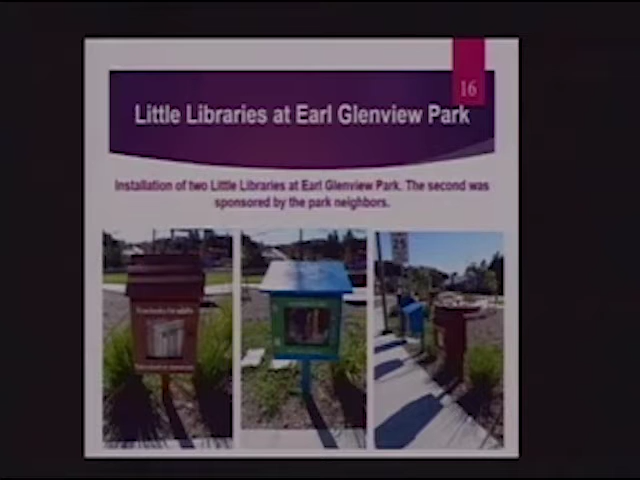 16
Little Libraries at Earl Glenview Park
Installation of two Little Libraries at Earl Glenview Park. The second was
sponsored by the park neighbors.
25